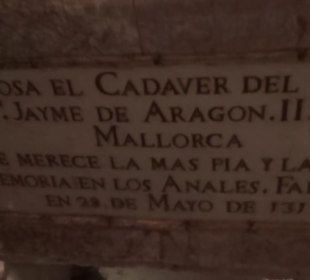 OSA EL CADAVER DEL
. JAYME DE ARAGON. II
MALLORCA
E MERECE LA MAS PIA Y LA
EMORIA EN LOS ANALES. FA
EN 28. DE MAYO DE 131